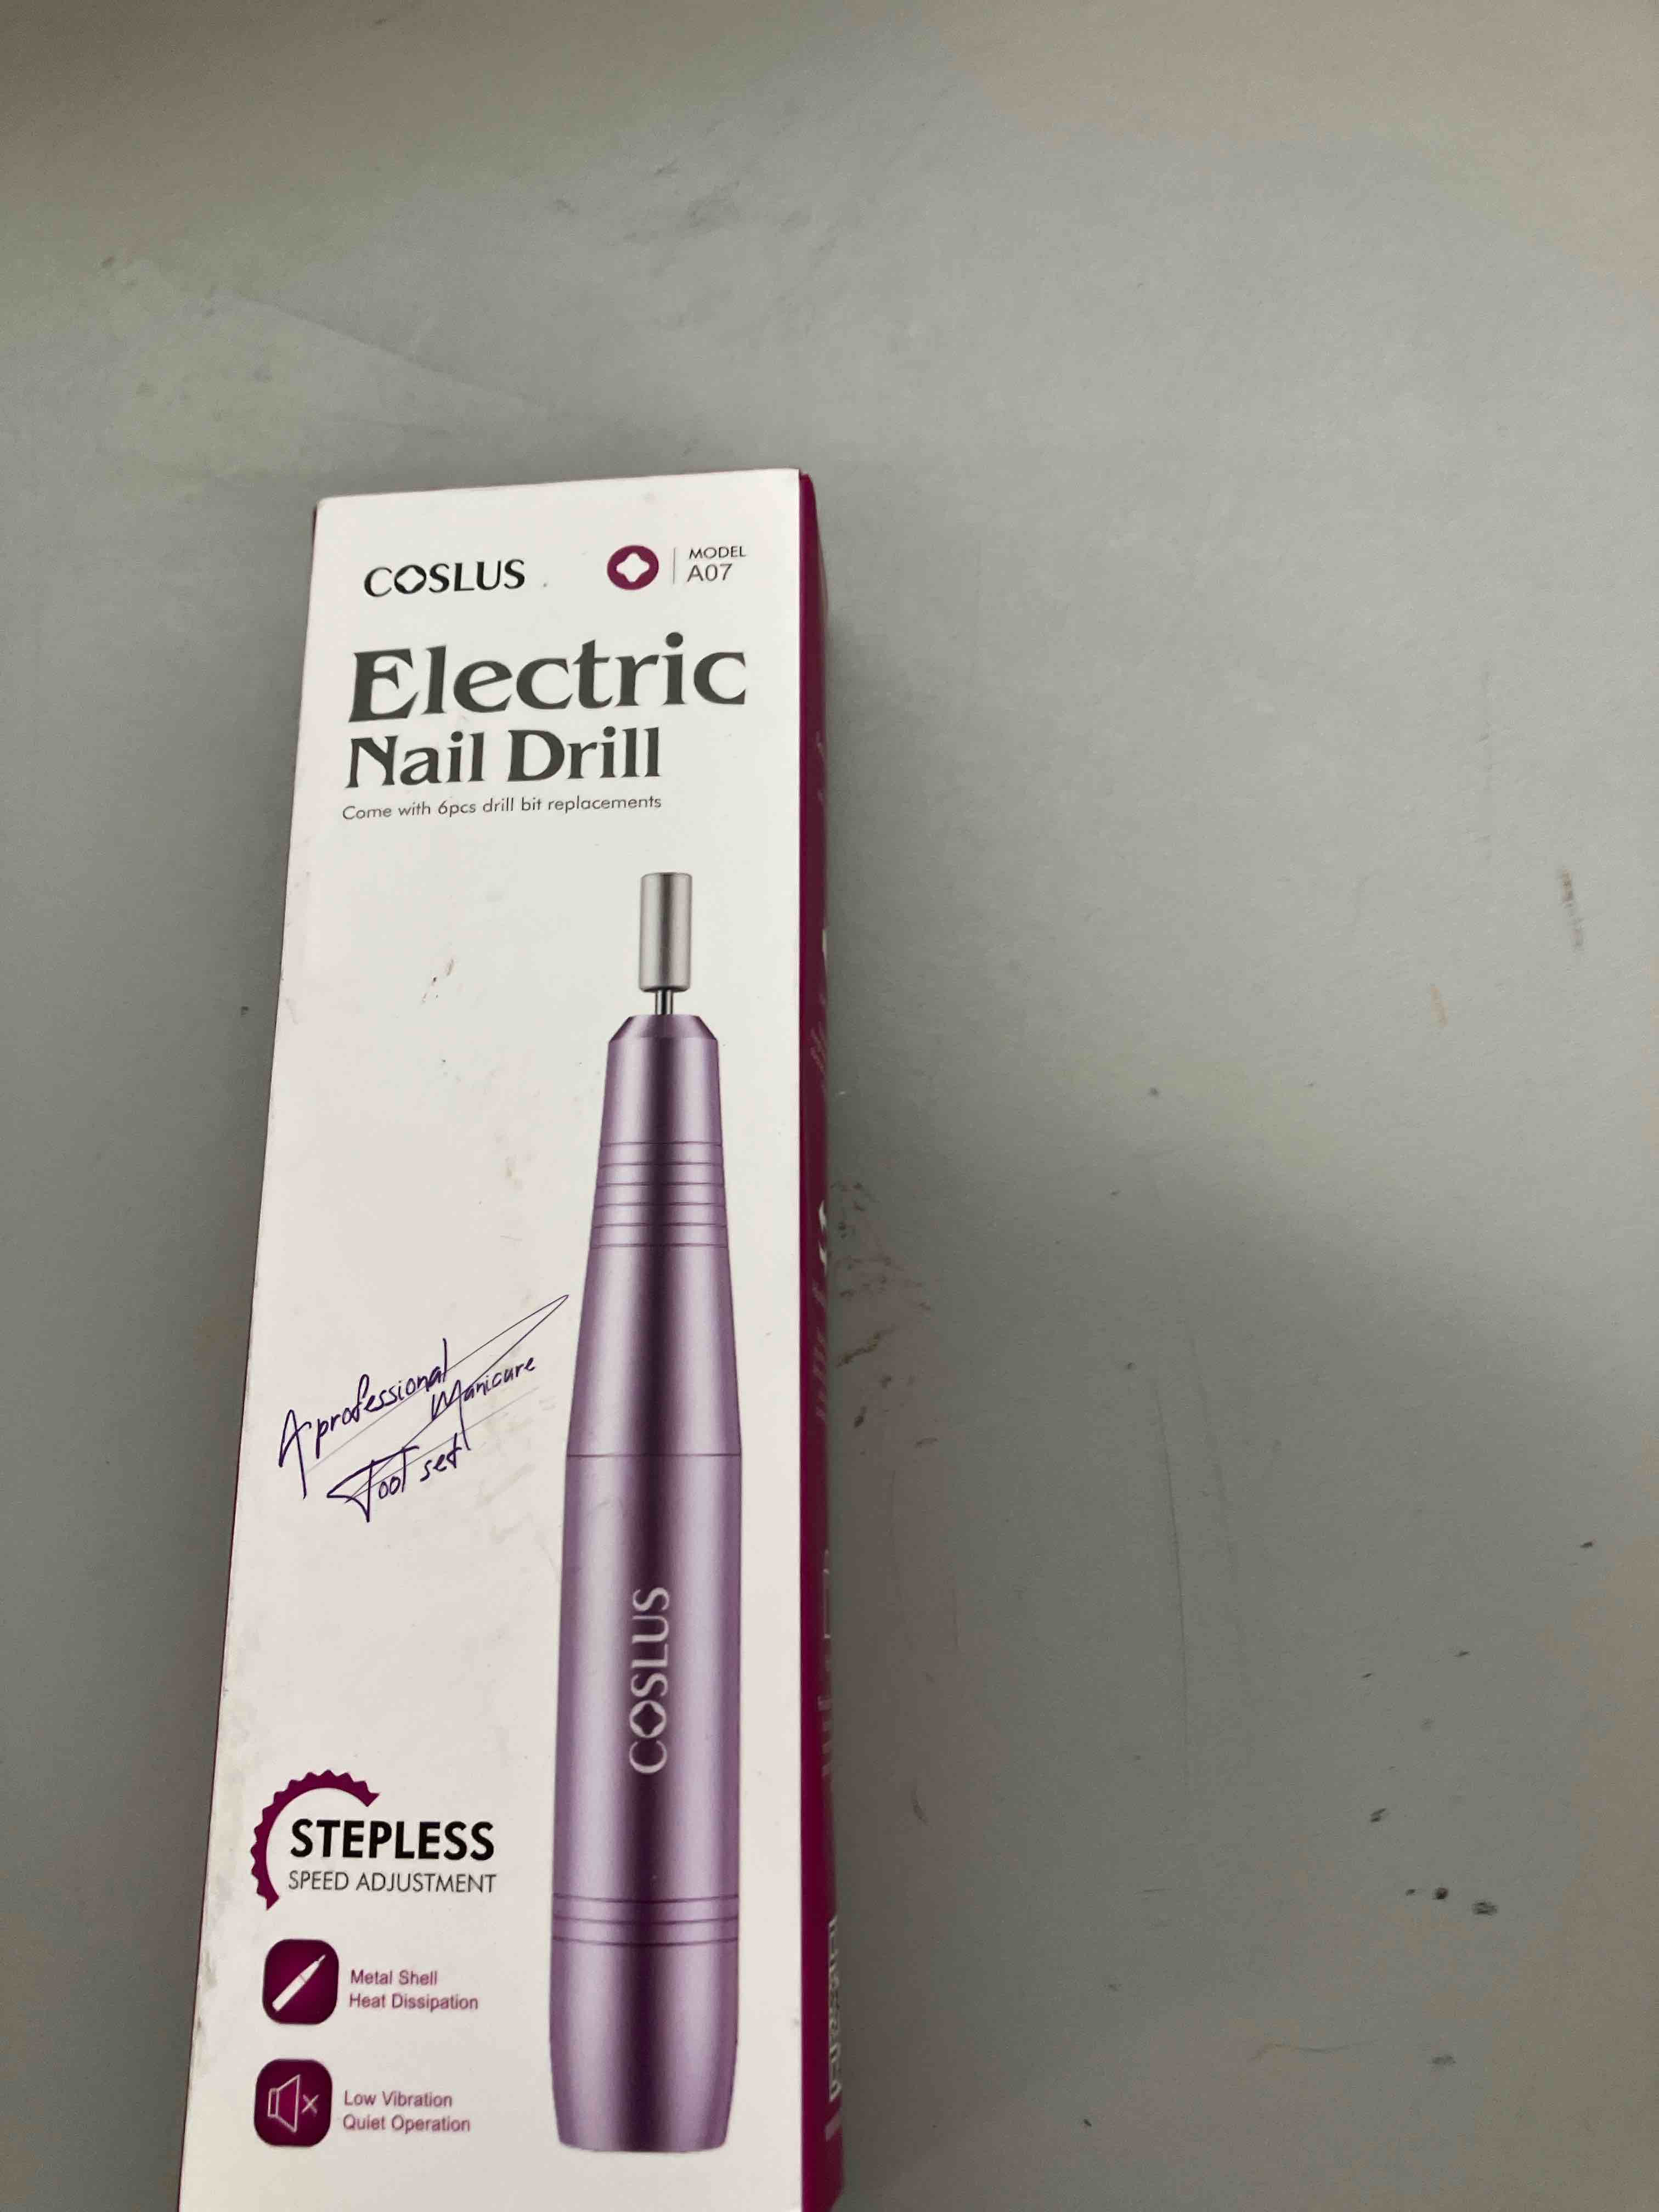 COSLUS
MODEL
A07
Electric
Nail Drill
Come with 6pcs drill bit replacements
A professional
Manicure
Tool set
COSLUS
STEPLESS
SPEED ADJUSTMENT
Metal Shell
Heat Dissipation
Low Vibration
Quiet Operation